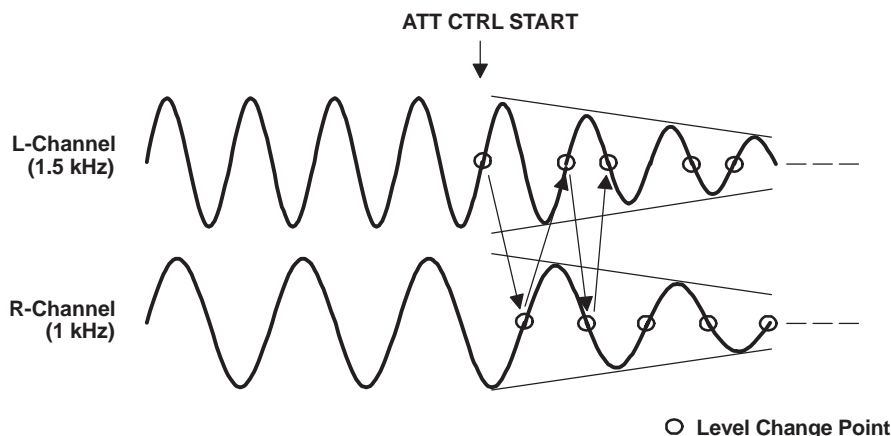 ATT CTRL START
L-Channel
(1.5 kHz)
R-Channel
(1 kHz)
Level Change Point